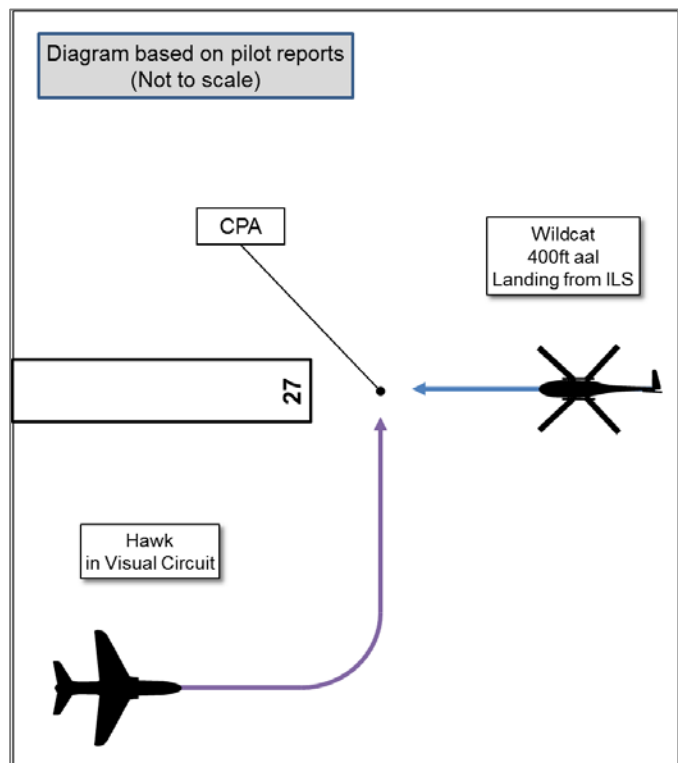 Diagram based on pilot reports
(Not to scale)
CPA
Wildcat
400ft aal
Landing from ILS
27
Hawk
in Visual Circuit